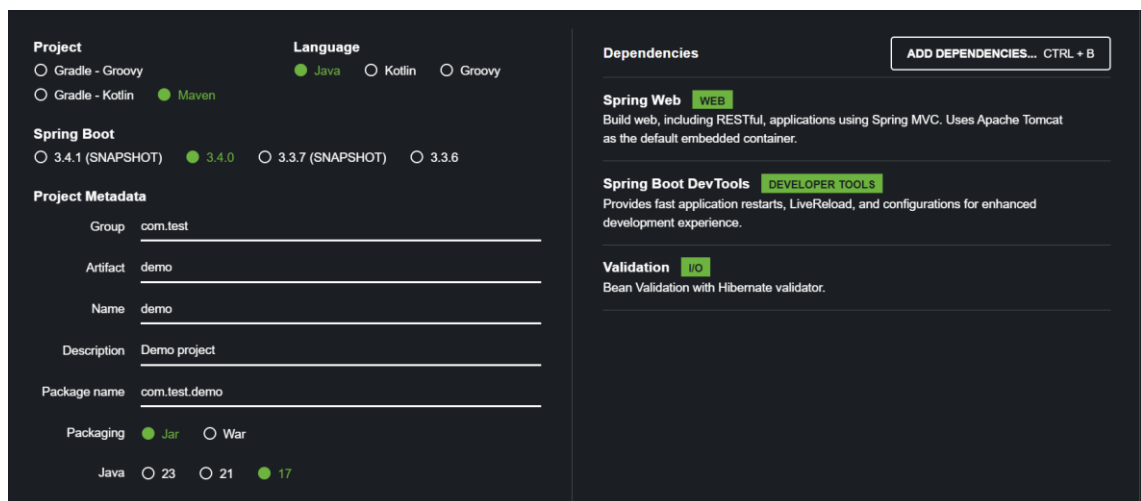 Project
Language
Gradle - Groovy
Java Kotlin Groovy
Gradle - Kotlin Maven
Spring Boot
3.4.1 (SNAPSHOT) 3.4.0 3.3.7 (SNAPSHOT) 3.3.6
Project Metadata
Group com.test
Artifact demo
Name demo
Description Demo project
Package name com.test.demo
Packaging Jar War
Java 23 21 17
Dependencies
ADD DEPENDENCIES... CTRL + B
Spring Web WEB
Build web, including RESTful, applications using Spring MVC. Uses Apache Tomcat
as the default embedded container.
Spring Boot DevTools DEVELOPER TOOLS
Provides fast application restarts, LiveReload, and configurations for enhanced
development experience.
Validation I/O
Bean Validation with Hibernate validator.